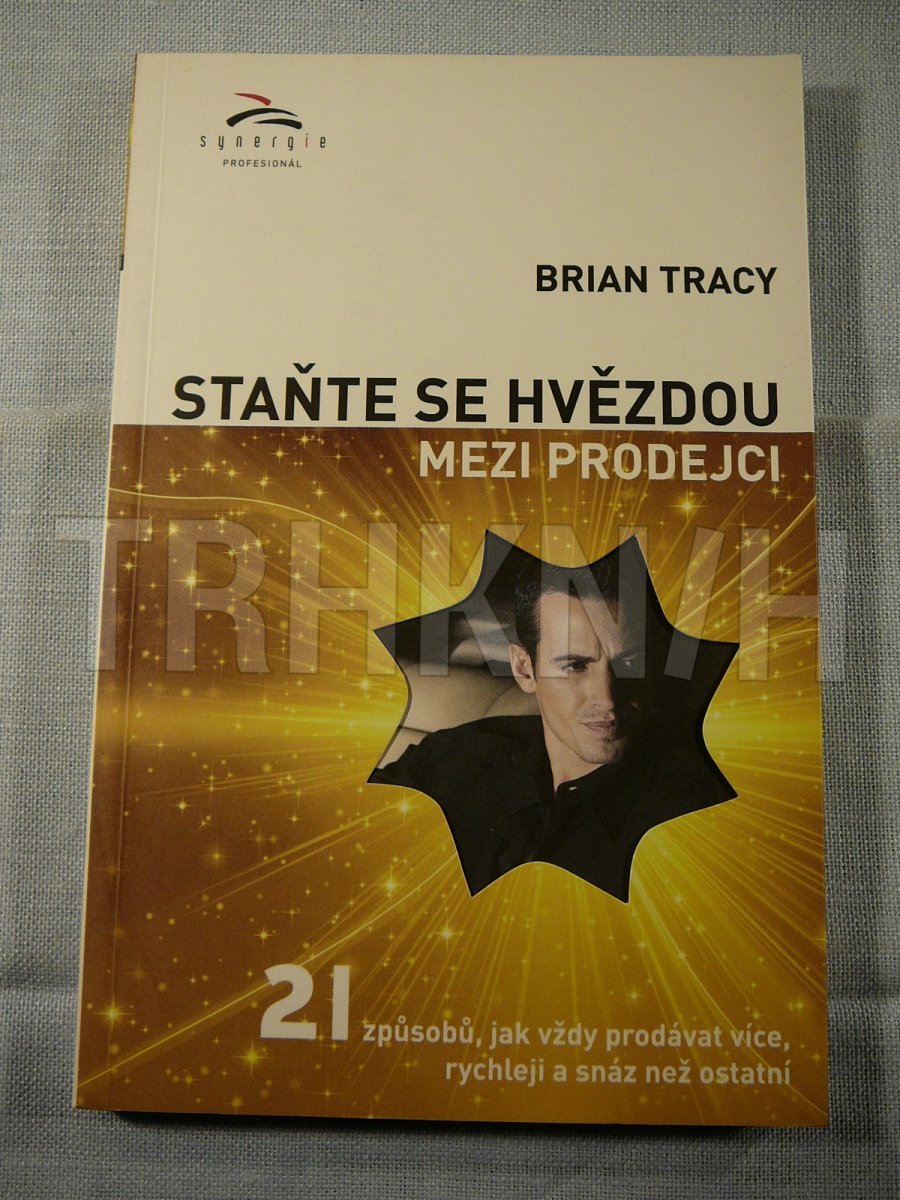 synergie
PROFESIONÁL
BRIAN TRACY
STAŇTE SE HVĚZDOU
MEZI PRODEJCI
TRHKNIH
21 způsobů, jak vždy prodávat více,
rychleji a snáz než ostatní